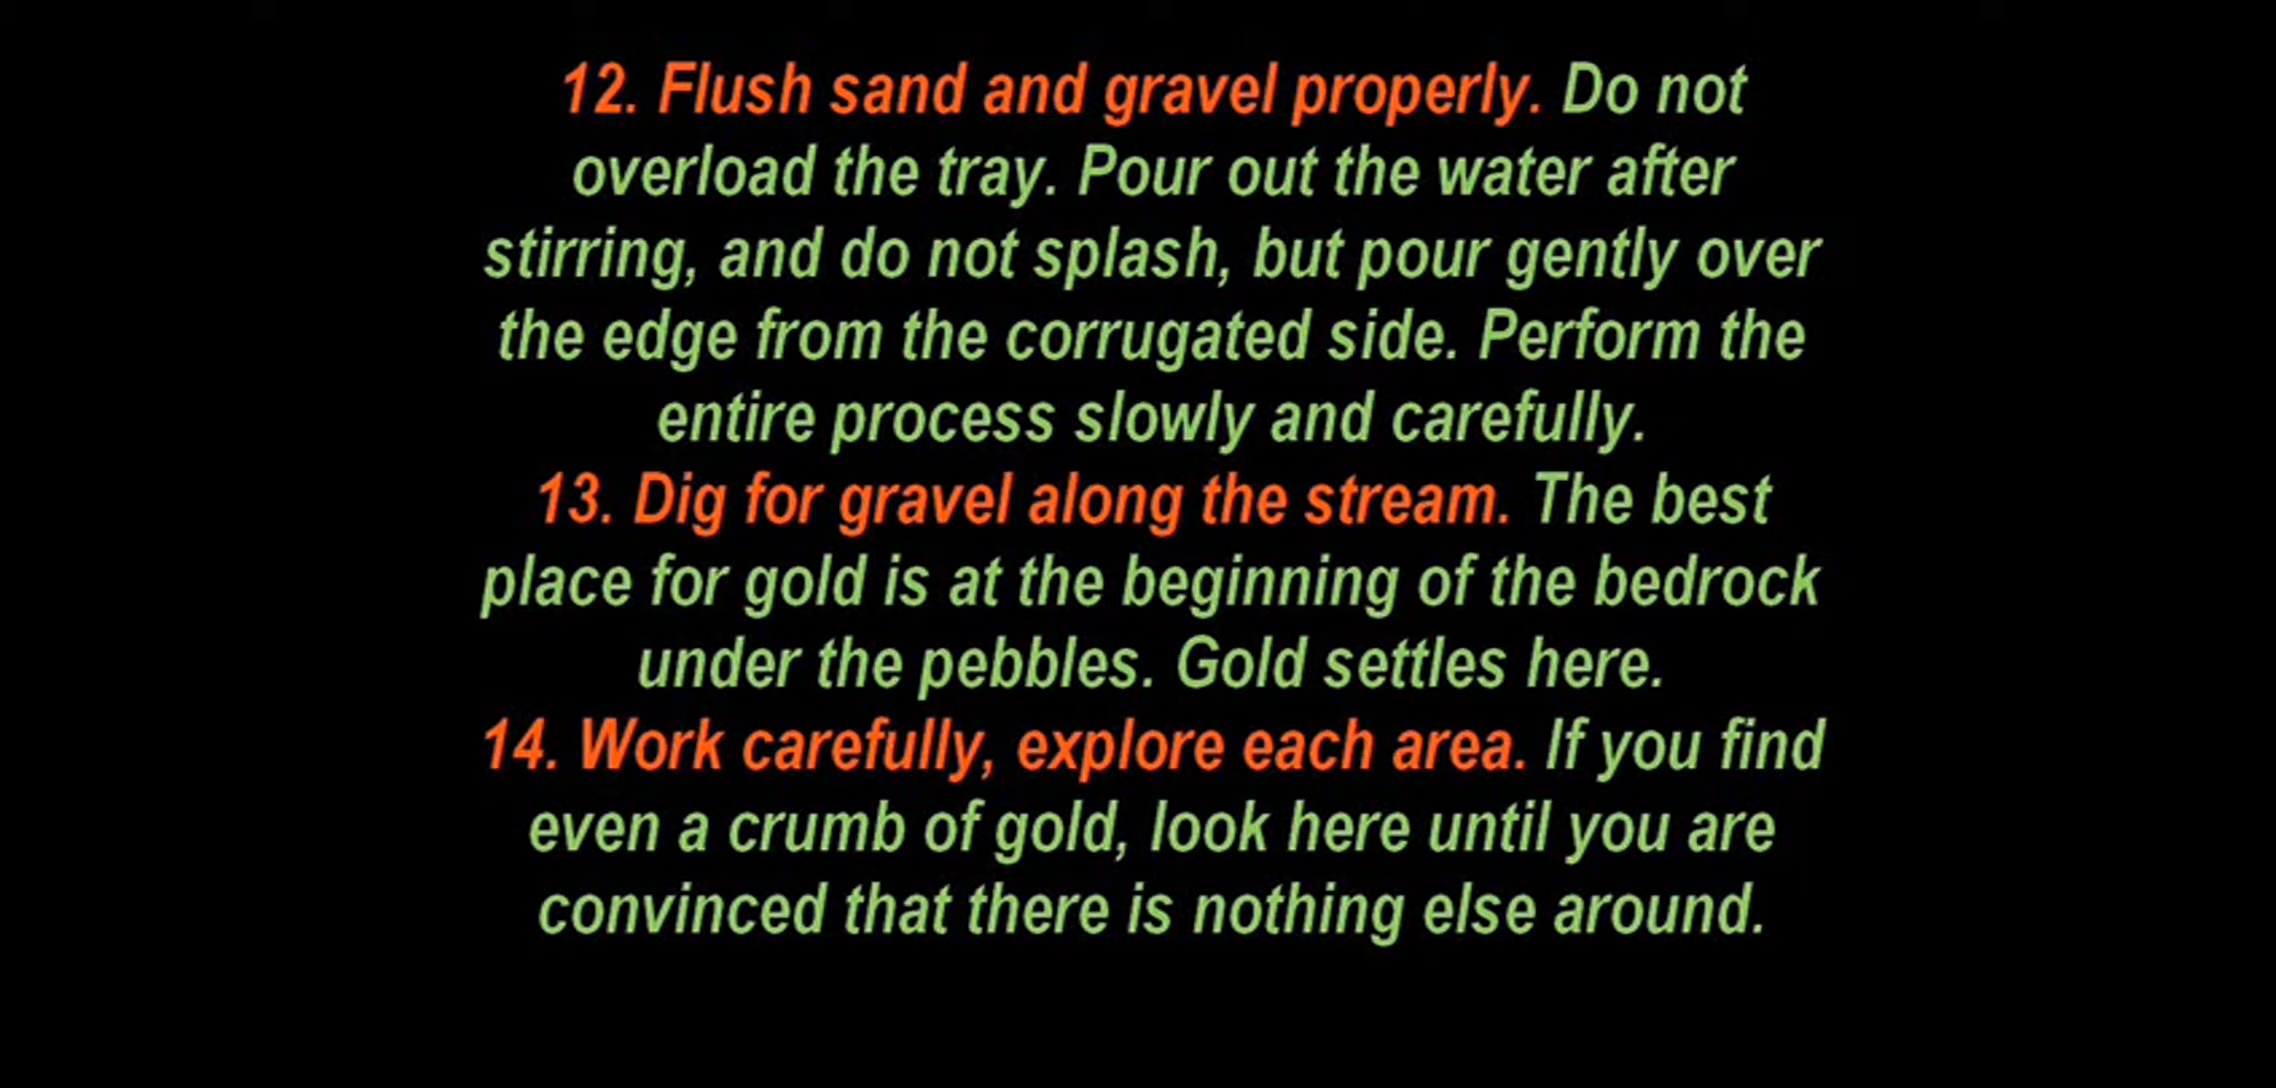 12. Flush sand and gravel properly. Do not
overload the tray. Pour out the water after
stirring, and do not splash, but pour gently over
the edge from the corrugated side. Perform the
entire process slowly and carefully.
13. Dig for gravel along the stream. The best
place for gold is at the beginning of the bedrock
under the pebbles. Gold settles here.
14. Work carefully, explore each area. If you find
even a crumb of gold, look here until you are
convinced that there is nothing else around.